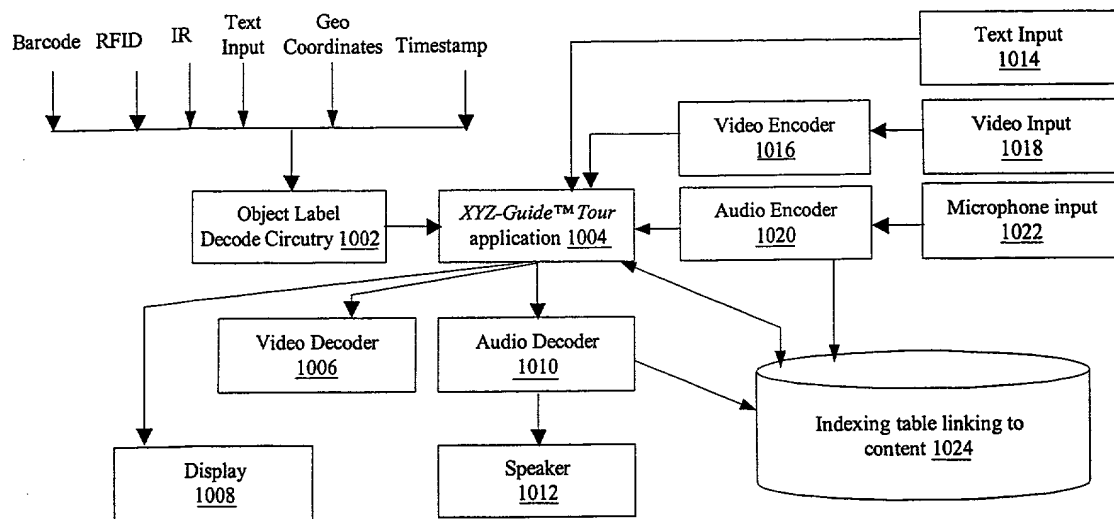 Barcode
RFID
IR
Text
Input
Geo
Coordinates
Timestamp
Text Input
1014
Video Encoder
1016
Video Input
1018
Object Label
Decode Circutry 1002
XYZ-Guide™ Tour
application 1004
Audio Encoder
1020
Microphone input
1022
Video Decoder
1006
Audio Decoder
1010
Indexing table linking to
content 1024
Display
1008
Speaker
1012